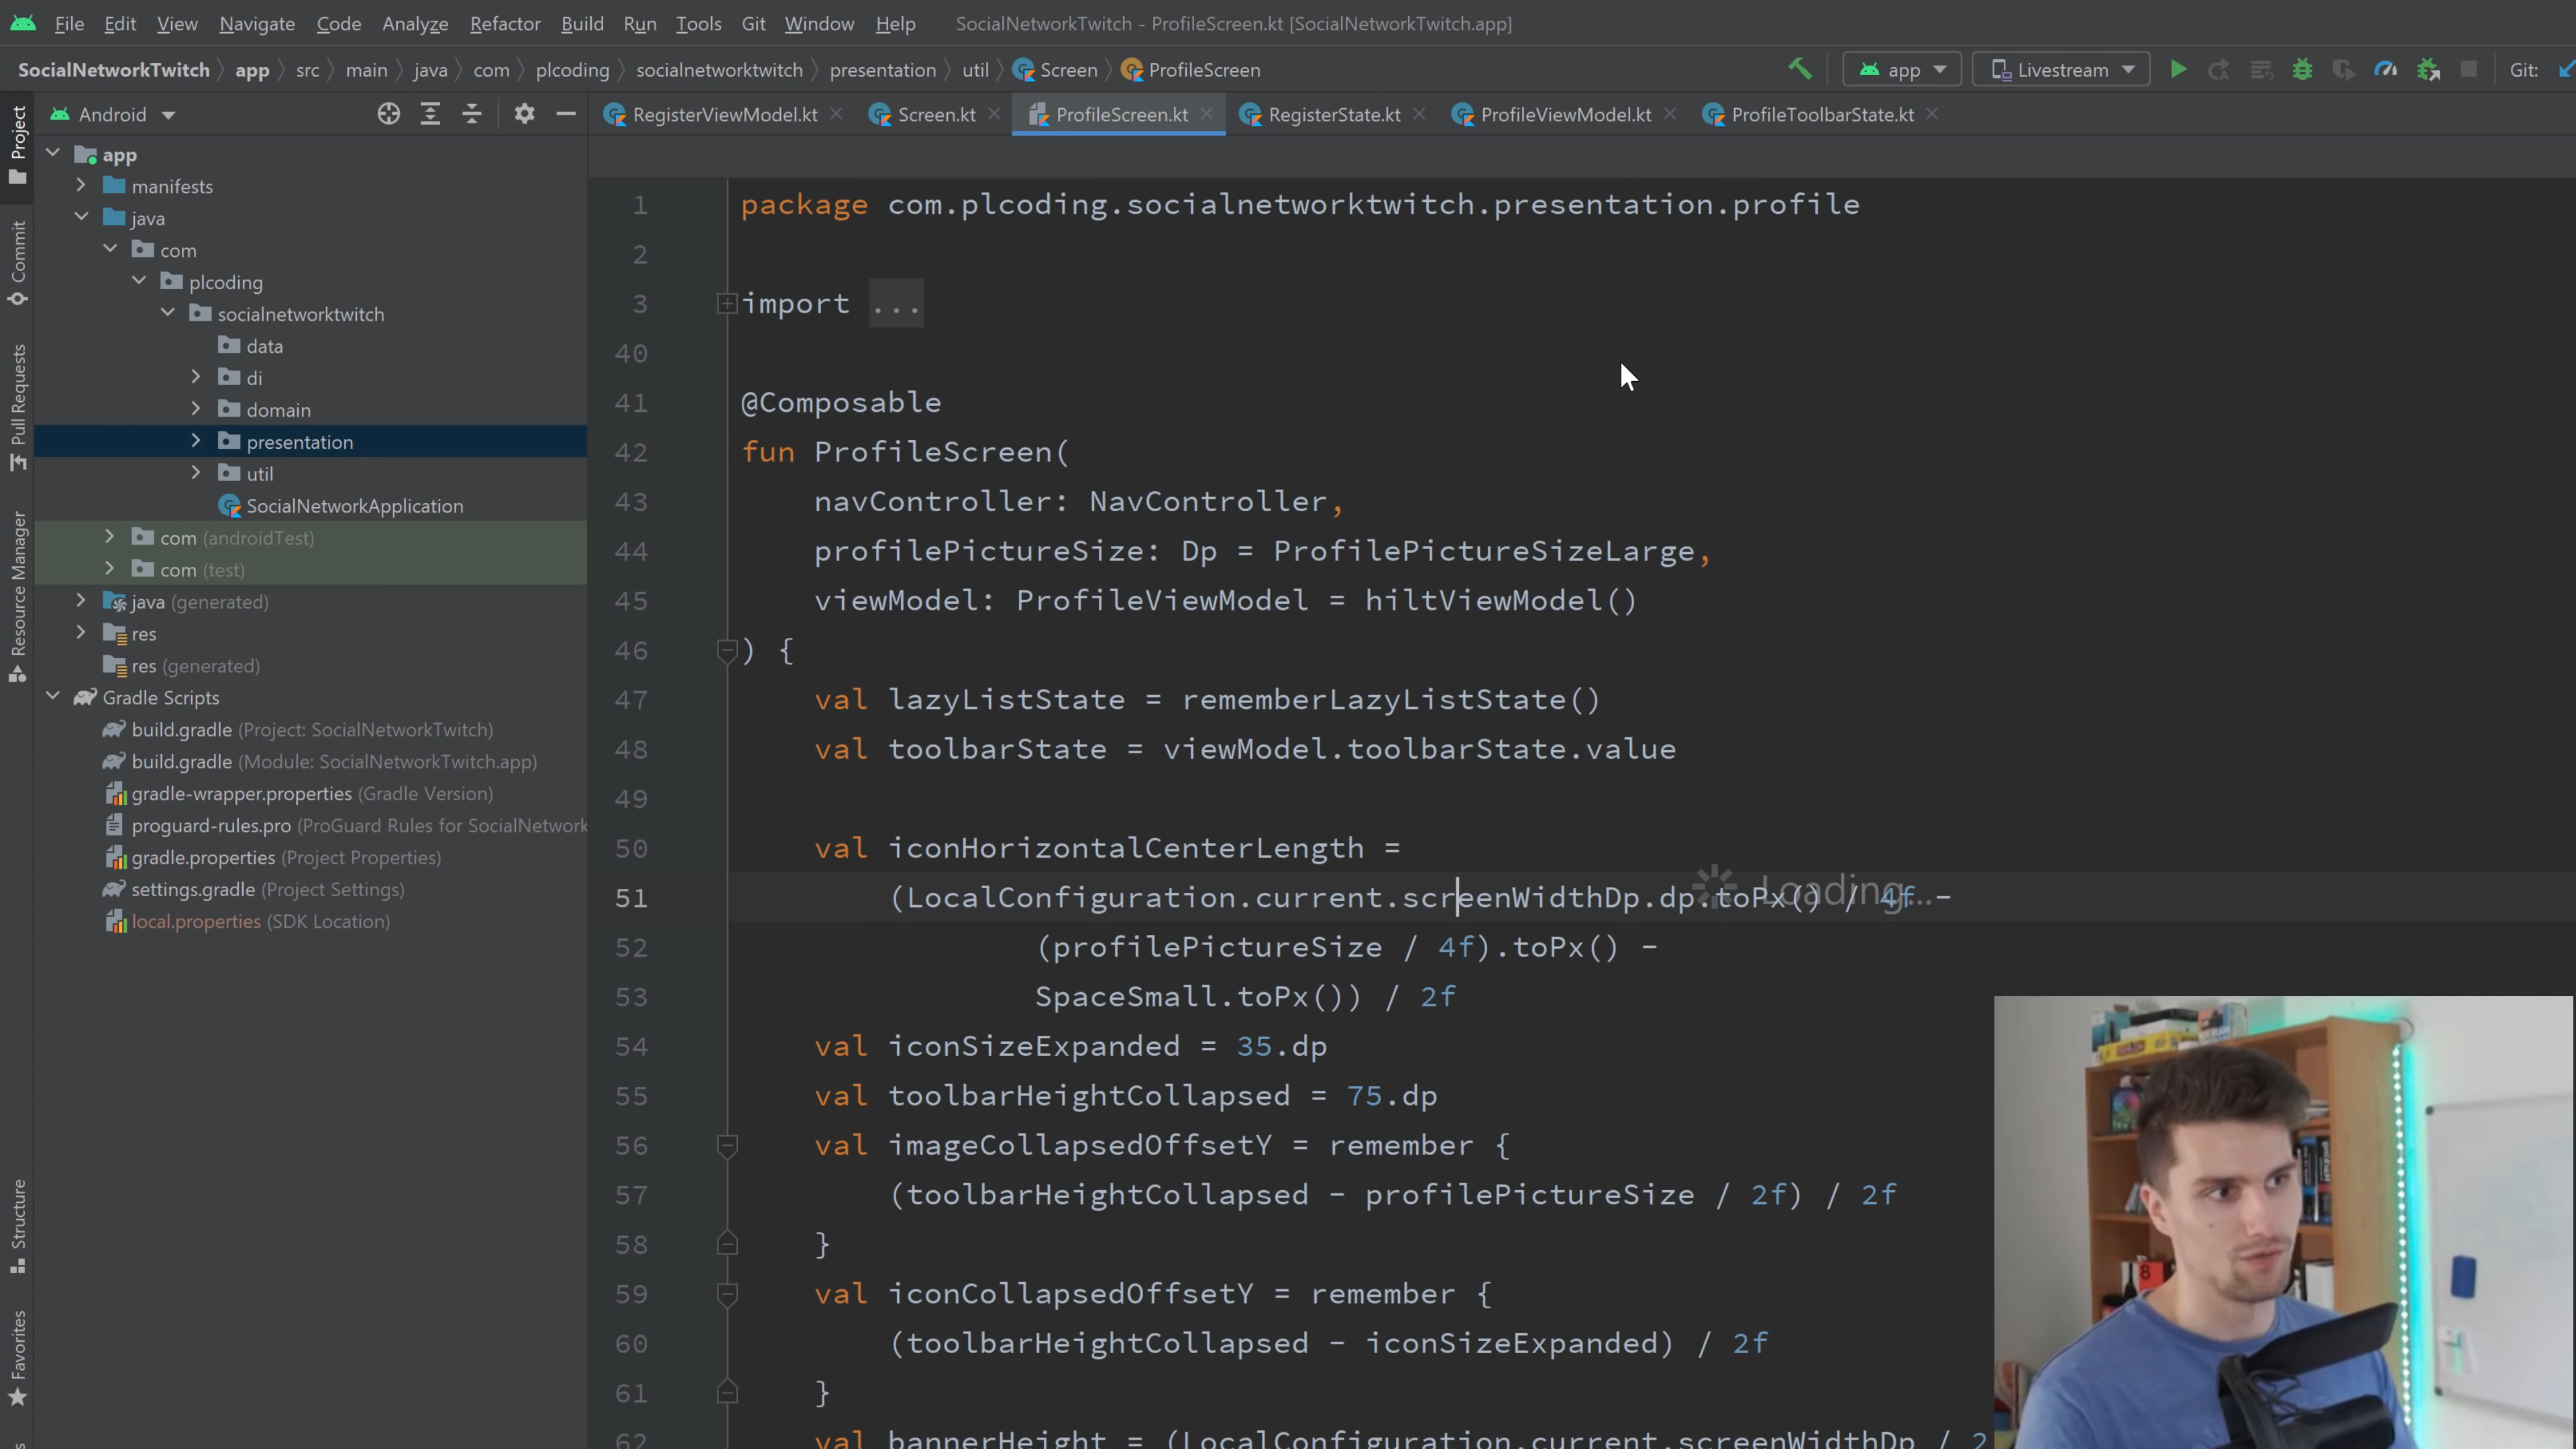 File Edit View Navigate Code Analyze Refactor Build Run Tools Git Window Help SocialNetworkTwitch - ProfileScreen.kt [SocialNetworkTwitch.app]
SocialNetworkTwitch app src main java com plcoding socialnetworktwitch presentation util Screen ProfileScreen app Livestream Git:
Project
Commit
Pull Requests
Resource Manager
Structure
Favorites
Android
app
manifests
java
com
plcoding
socialnetworktwitch
data
di
domain
presentation
util
SocialNetworkApplication
com (androidTest)
com (test)
java (generated)
res
res (generated)
Gradle Scripts
build.gradle (Project: SocialNetworkTwitch)
build.gradle (Module: SocialNetworkTwitch.app)
gradle-wrapper.properties (Gradle Version)
proguard-rules.pro (ProGuard Rules for SocialNetwork
gradle.properties (Project Properties)
settings.gradle (Project Settings)
local.properties (SDK Location)
RegisterViewModel.kt Screen.kt ProfileScreen.kt RegisterState.kt ProfileViewModel.kt ProfileToolbarState.kt
1 package com.plcoding.socialnetworktwitch.presentation.profile
2
3 import ...
40
41 @Composable
42 fun ProfileScreen(
43 navController: NavController,
44 profilePictureSize: Dp = ProfilePictureSizeLarge,
45 viewModel: ProfileViewModel = hiltViewModel()
46 ) {
47 val lazyListState = rememberLazyListState()
48 val toolbarState = viewModel.toolbarState.value
49
50 val iconHorizontalCenterLength =
51 (LocalConfiguration.current.screenWidthDp.dp.toPx() / 4f -
Loading...
52 (profilePictureSize / 4f).toPx() -
53 SpaceSmall.toPx()) / 2f
54 val iconSizeExpanded = 35.dp
55 val toolbarHeightCollapsed = 75.dp
56 val imageCollapsedOffsetY = remember {
57 (toolbarHeightCollapsed - profilePictureSize / 2f) / 2f
58 }
59 val iconCollapsedOffsetY = remember {
60 (toolbarHeightCollapsed - iconSizeExpanded) / 2f
61 }
62 val bannerHeight = (LocalConfiguration.current.screenWidthDp / 2